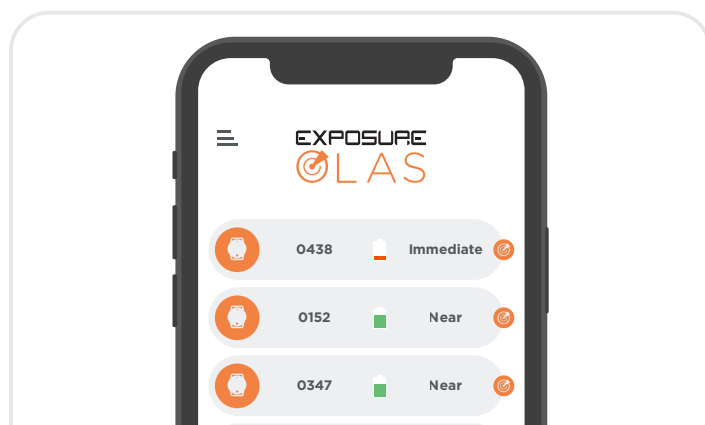 EXPOSURE
OLAS
0438 Immediate
0152 Near
0347 Near